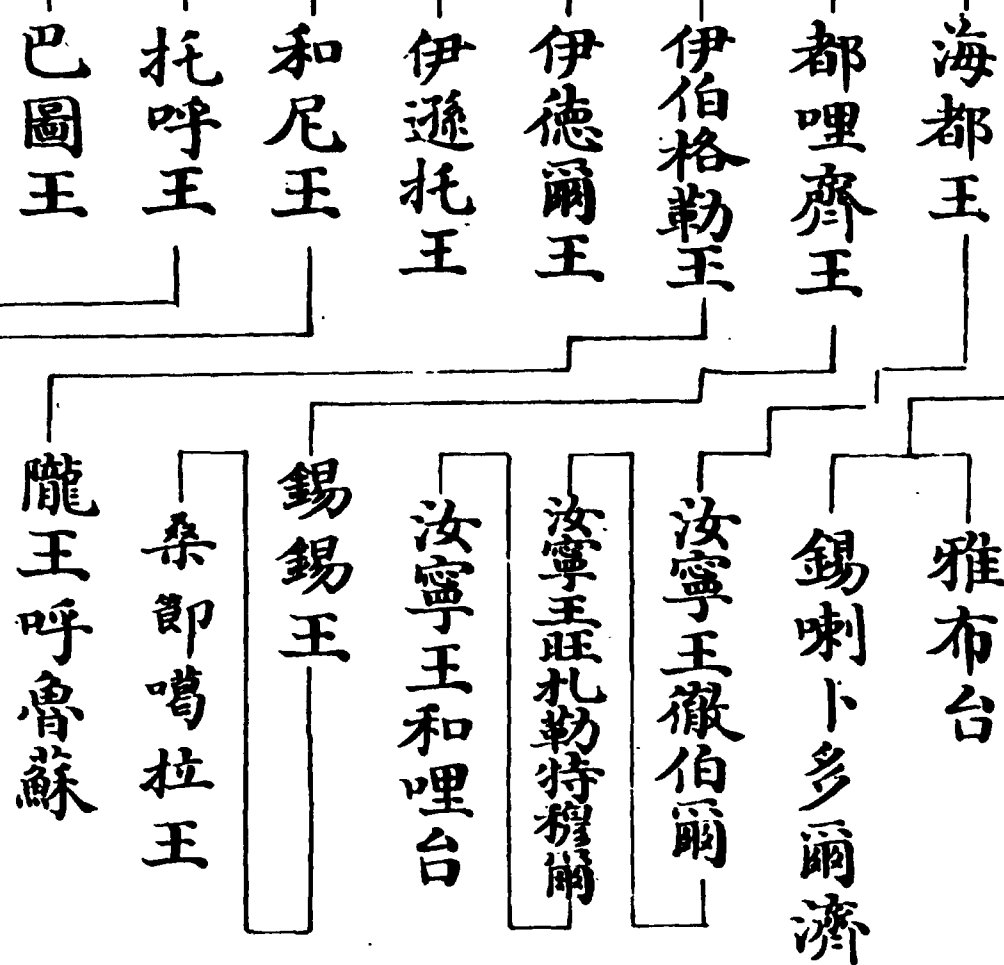 海都王
都哩齊王
伊伯格勒王
伊德爾王
伊遜托王
和尼王
托呼王
巴圖王
雅布台
錫喇卜多爾濟
汝寧王徹伯爾
汝寧王旺札勒特穆爾
汝寧王和哩台
錫錫王
桑節噶拉王
隴王呼魯蘇